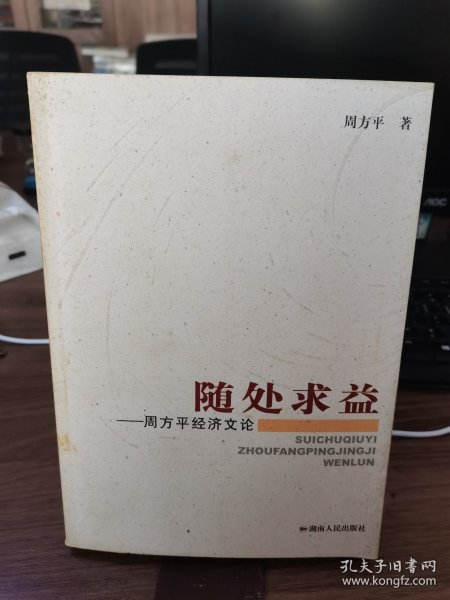 周方平 著
AOC
随处求益
——周方平经济文论
SUICHUQIUYI
ZHOUFANGPINGJINGJI
WENLUN
湖南人民出版社
孔夫子旧书网
www.kongfz.com